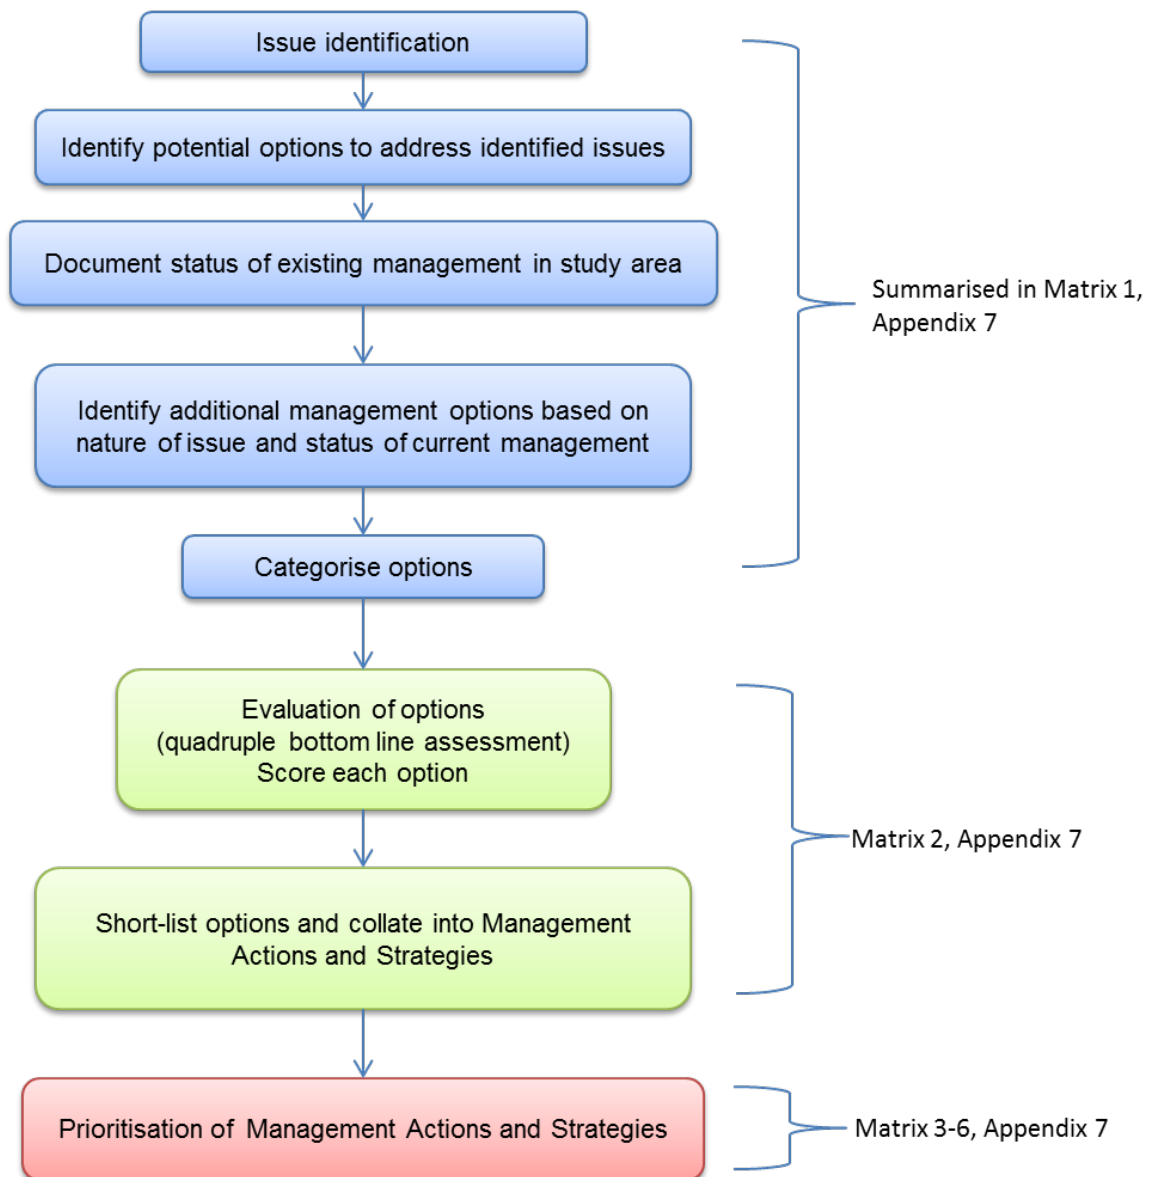 Issue identification
Identify potential options to address identified issues
Document status of existing management in study area
Summarised in Matrix 1,
Appendix 7
Identify additional management options based on
nature of issue and status of current management
Categorise options
Evaluation of options
(quadruple bottom line assessment)
Score each option
Matrix 2, Appendix 7
Short-list options and collate into Management
Actions and Strategies
Prioritisation of Management Actions and Strategies
Matrix 3-6, Appendix 7